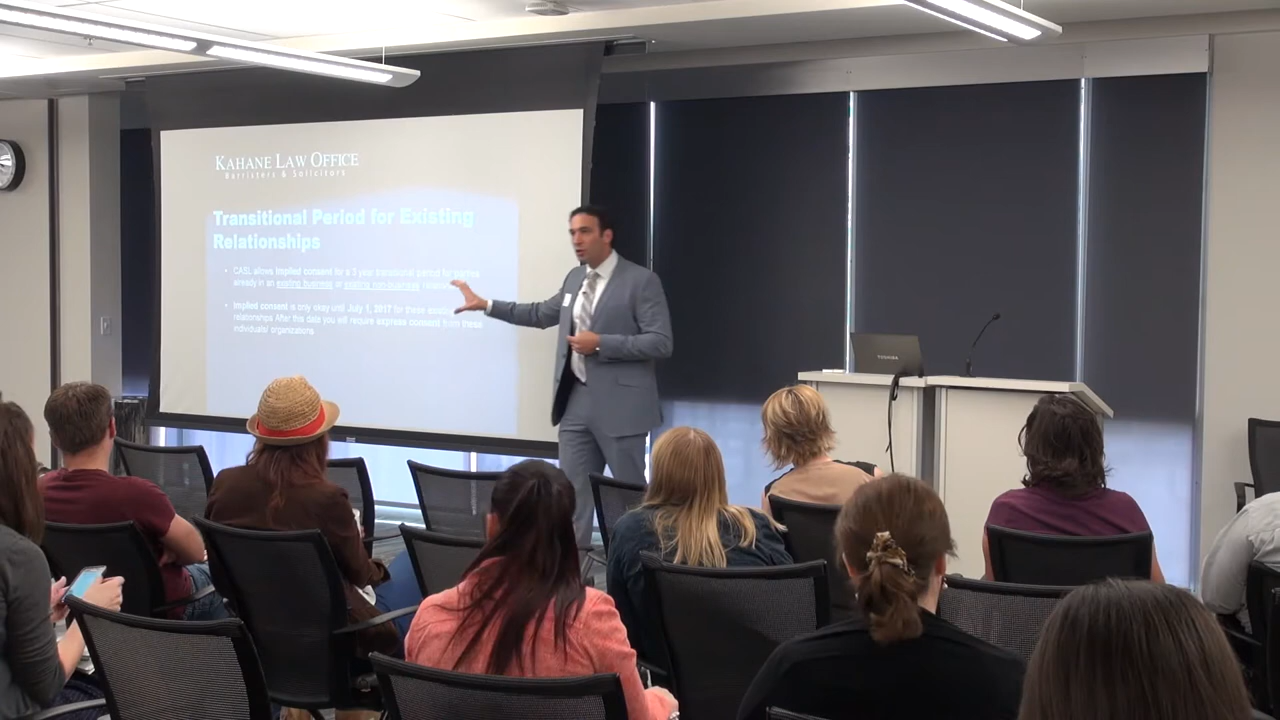 KAHANE LAW OFFICE
Barristers & Solicitors
Transitional Period for Existing
Relationships
• CASL allows implied consent for a 3 year transitional period for parties
already in an existing business or existing non-business
• Implied consent is only okay until July 1, 2017 for these
relationships After this date you will require express consent from these
individuals/ organizations
TOSHIBA